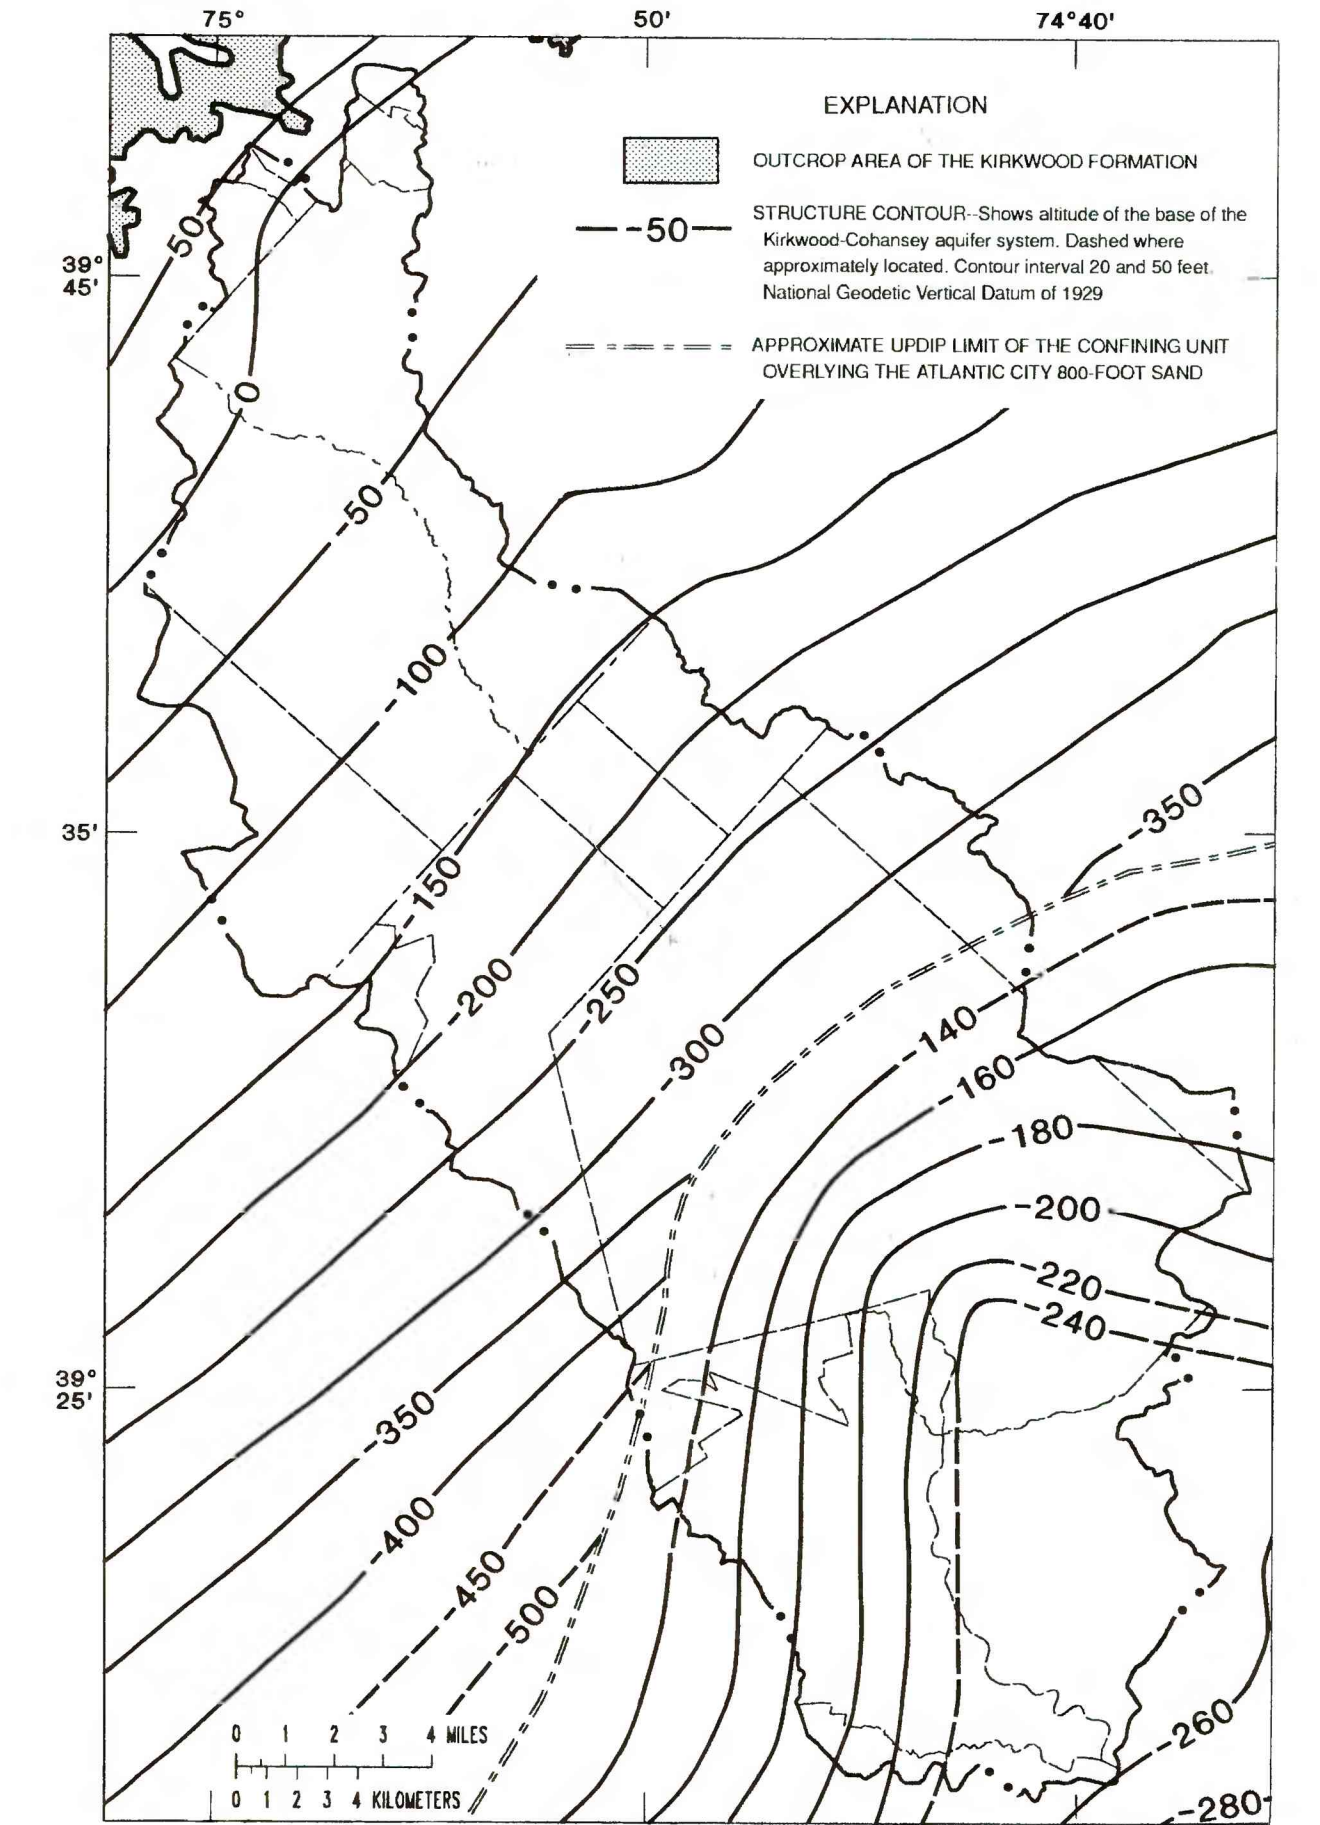 75° 50' 74°40'
EXPLANATION
OUTCROP AREA OF THE KIRKWOOD FORMATION
-50
STRUCTURE CONTOUR--Shows altitude of the base of the
Kirkwood-Cohansey aquifer system. Dashed where
approximately located. Contour interval 20 and 50 feet.
National Geodetic Vertical Datum of 1929
APPROXIMATE UPDIP LIMIT OF THE CONFINING UNIT
OVERLYING THE ATLANTIC CITY 800-FOOT SAND
50
39°
45'
0
-50
-100
35'
-350
-150
-200
-250
-300
-140
-160
-180
-200
-220
-240
39°
25'
-350
-400
-450
-500
-260
-280
0 1 2 3 4 MILES
0 1 2 3 4 KILOMETERS